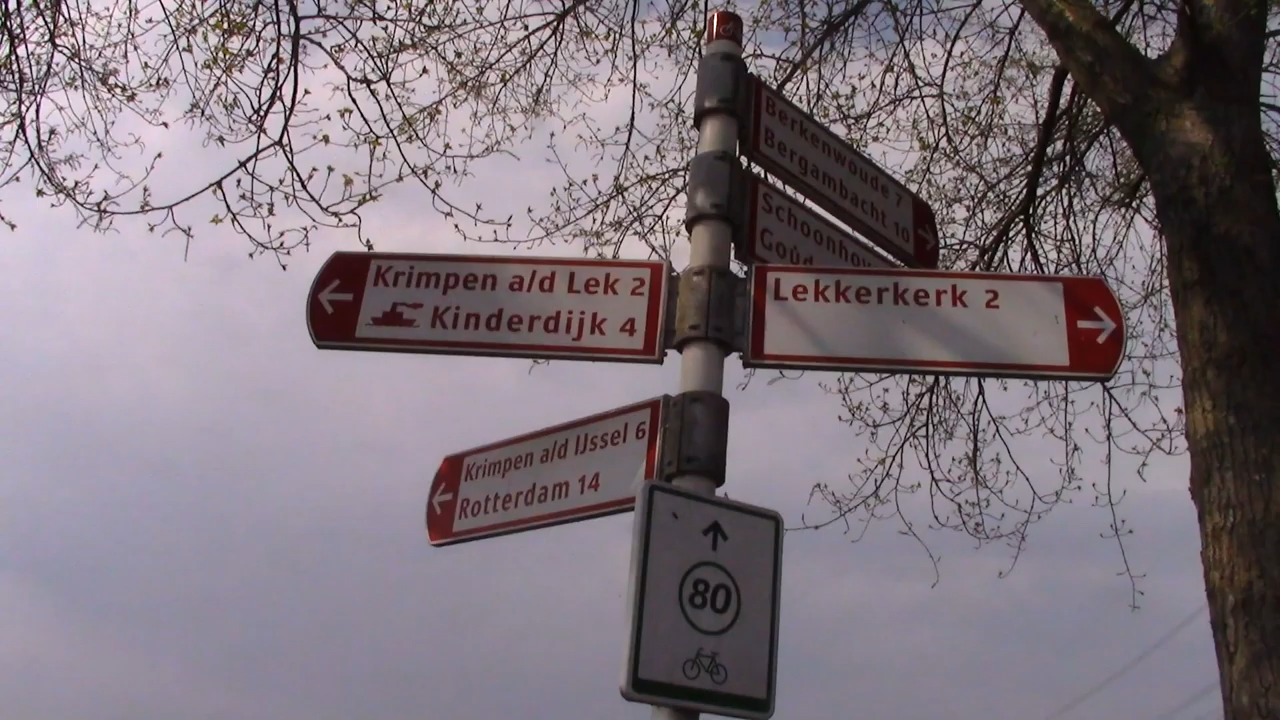 Berkenwoude 7
Bergambacht 10
Krimpen a/d Lek 2
Kinderdijk 4
Lekkerkerk 2
Krimpen a/d IJssel 6
Rotterdam 14
80